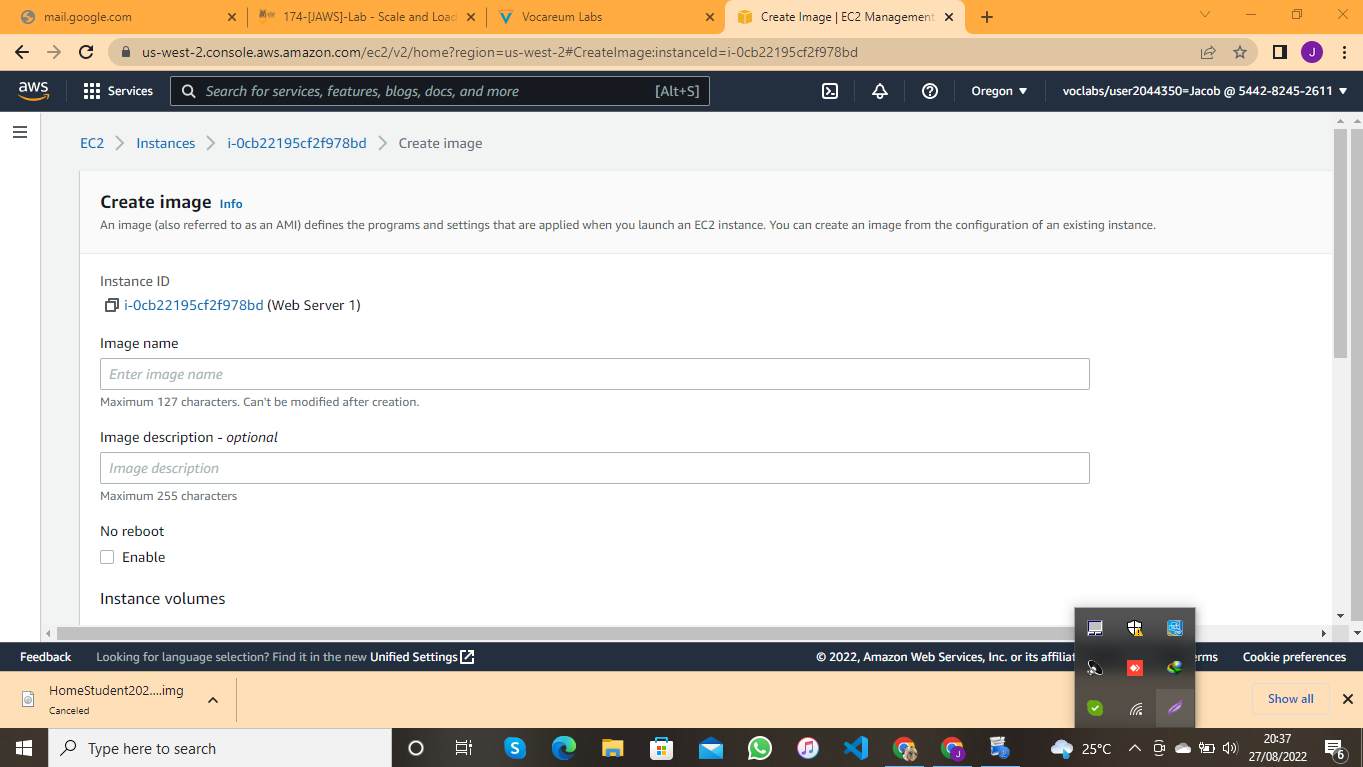 mail.google.com
174-[JAWS]-Lab - Scale and Load
Vocareum Labs
Create Image | EC2 Management
us-west-2.console.aws.amazon.com/ec2/v2/home?region=us-west-2#CreateImage:instanceId=i-0cb22195cf2f978bd
J
aws
Services
Search for services, features, blogs, docs, and more
[Alt+S]
Oregon
voclabs/user2044350=Jacob @ 5442-8245-2611
EC2
Instances
i-0cb22195cf2f978bd
Create image
Create image Info
An image (also referred to as an AMI) defines the programs and settings that are applied when you launch an EC2 instance. You can create an image from the configuration of an existing instance.
Instance ID
i-0cb22195cf2f978bd (Web Server 1)
Image name
Enter image name
Maximum 127 characters. Can't be modified after creation.
Image description - optional
Image description
Maximum 255 characters
No reboot
Enable
Instance volumes
Feedback
Looking for language selection? Find it in the new Unified Settings
© 2022, Amazon Web Services, Inc. or its affiliat
erms
Cookie preferences
HomeStudent202....img
Canceled
Show all
Type here to search
25°C
20:37
27/08/2022
6